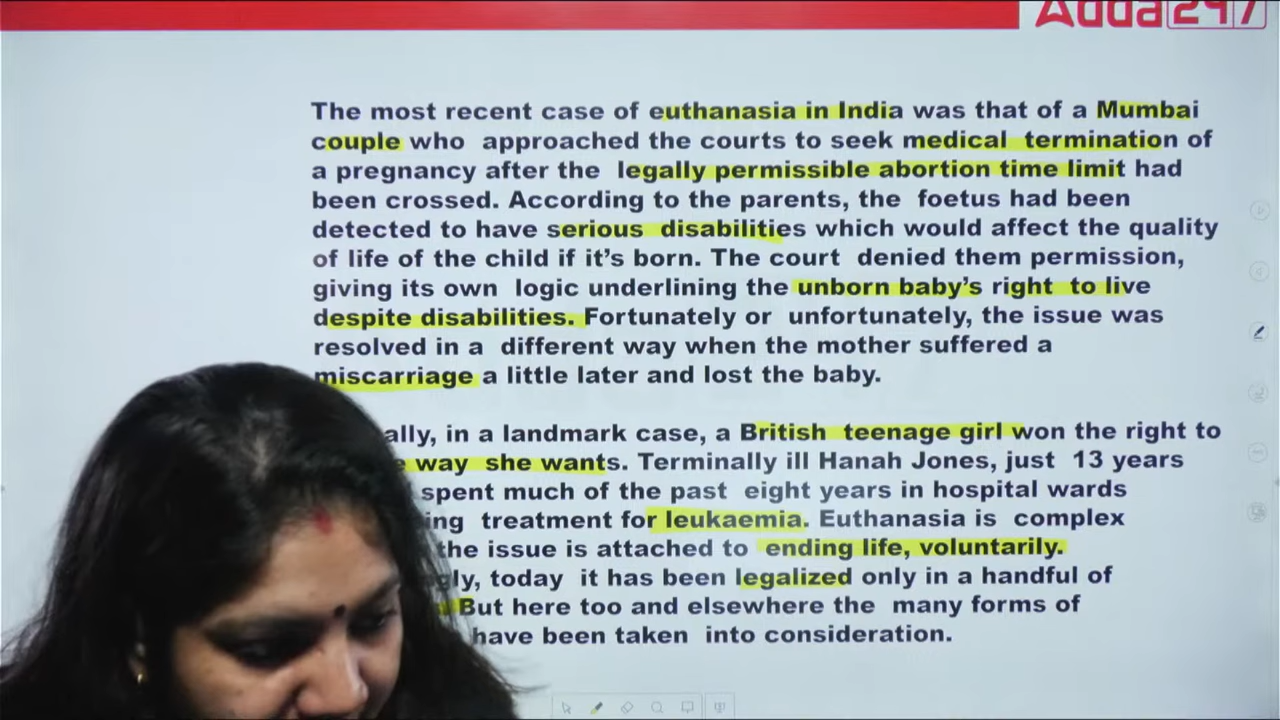 Adda247
The most recent case of euthanasia in India was that of a Mumbai
couple who approached the courts to seek medical termination of
a pregnancy after the legally permissible abortion time limit had
been crossed. According to the parents, the foetus had been
detected to have serious disabilities which would affect the quality
of life of the child if it’s born. The court denied them permission,
giving its own logic underlining the unborn baby’s right to live
despite disabilities. Fortunately or unfortunately, the issue was
resolved in a different way when the mother suffered a
miscarriage a little later and lost the baby.
ally, in a landmark case, a British teenage girl won the right to
way she wants. Terminally ill Hanah Jones, just 13 years
spent much of the past eight years in hospital wards
ing treatment for leukaemia. Euthanasia is complex
the issue is attached to ending life, voluntarily.
gly, today it has been legalized only in a handful of
But here too and elsewhere the many forms of
have been taken into consideration.